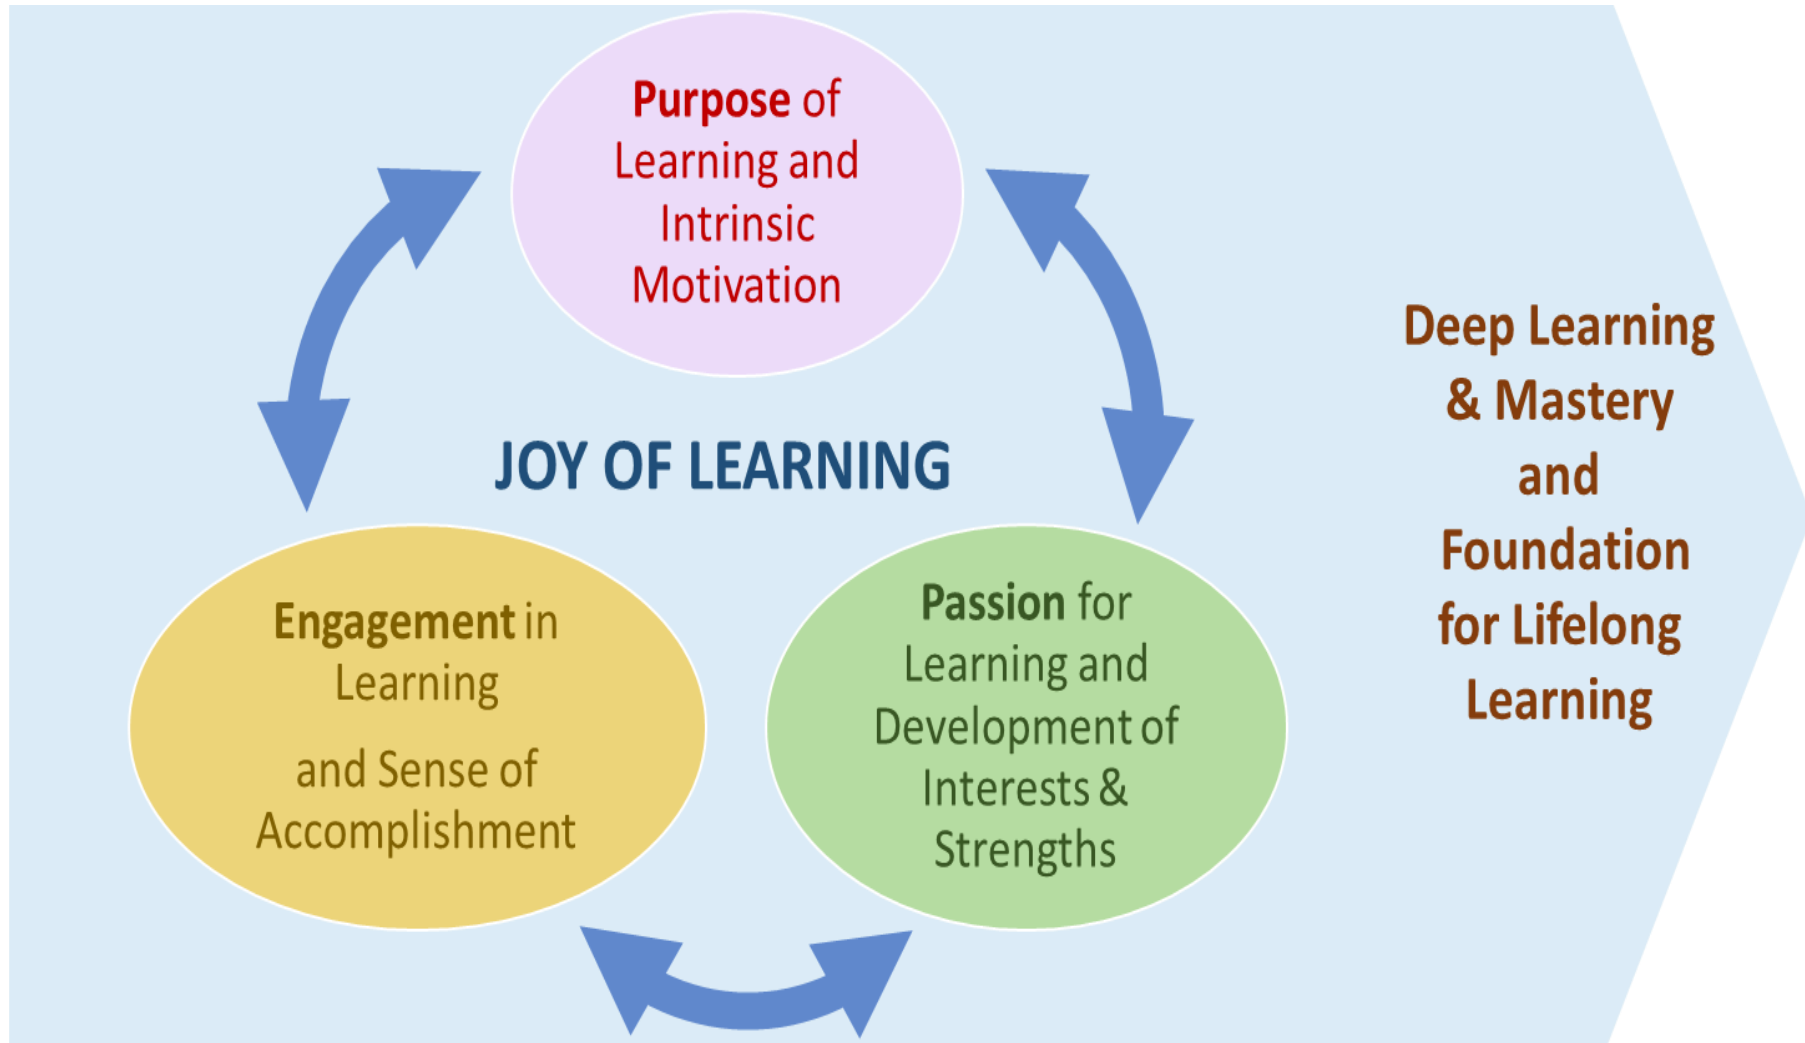 Purpose of
Learning and
Intrinsic
Motivation
JOY OF LEARNING
Engagement in
Learning
and Sense of
Accomplishment
Passion for
Learning and
Development of
Interests &
Strengths
Deep Learning
& Mastery
and
Foundation
for Lifelong
Learning